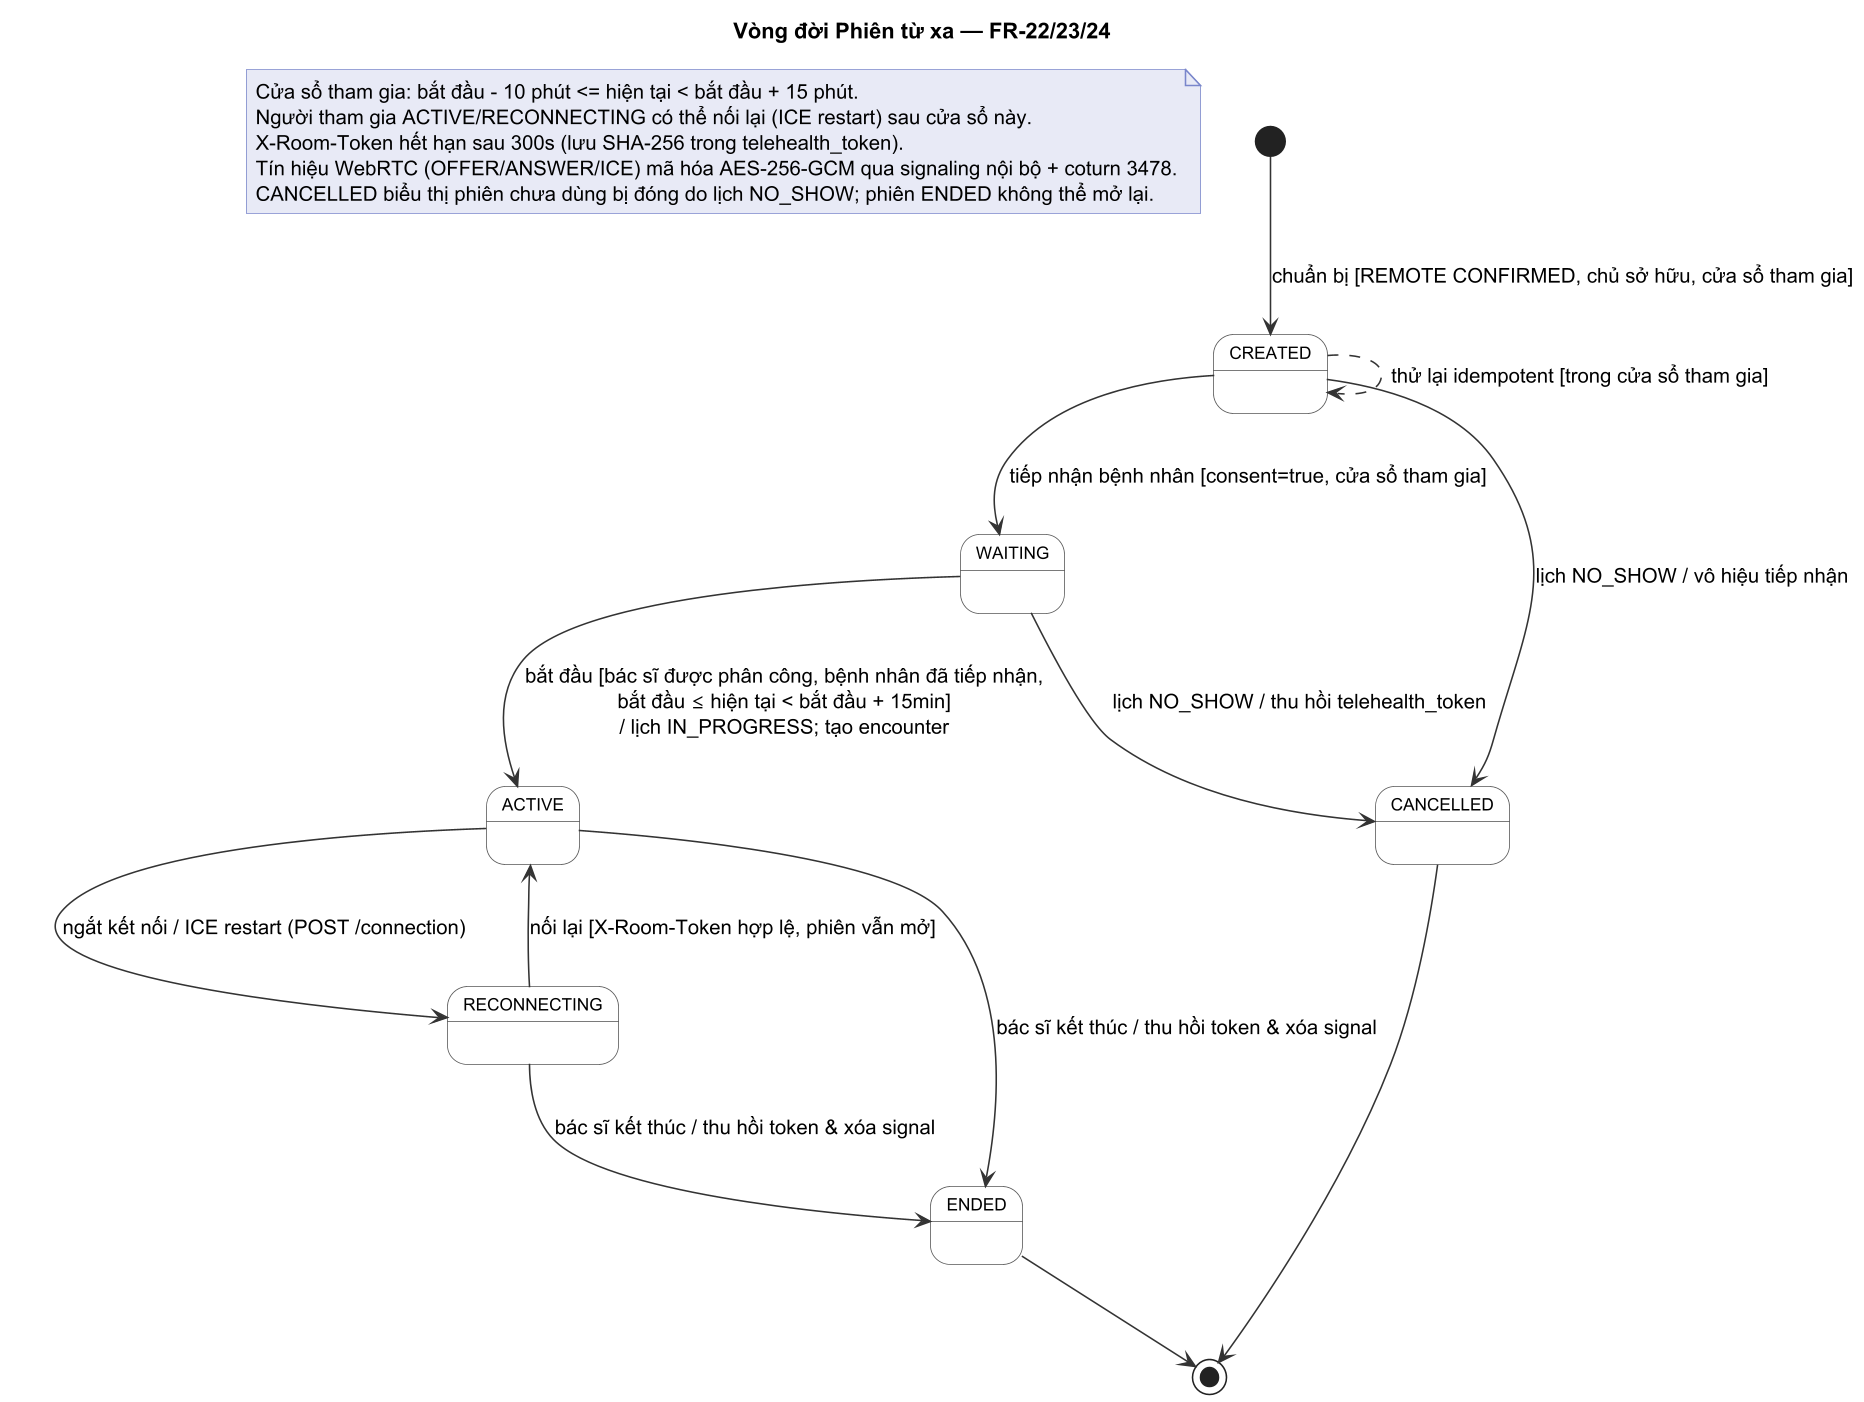 Vòng đời Phiên từ xa — FR-22/23/24
Cửa sổ tham gia: bắt đầu - 10 phút <= hiện tại < bắt đầu + 15 phút.
Người tham gia ACTIVE/RECONNECTING có thể nối lại (ICE restart) sau cửa sổ này.
X-Room-Token hết hạn sau 300s (lưu SHA-256 trong telehealth_token).
Tín hiệu WebRTC (OFFER/ANSWER/ICE) mã hóa AES-256-GCM qua signaling nội bộ + coturn 3478.
CANCELLED biểu thị phiên chưa dùng bị đóng do lịch NO_SHOW; phiên ENDED không thể mở lại.
chuẩn bị [REMOTE CONFIRMED, chủ sở hữu, cửa sổ tham gia]
CREATED
thử lại idempotent [trong cửa sổ tham gia]
tiếp nhận bệnh nhân [consent=true, cửa sổ tham gia]
WAITING
lịch NO_SHOW / vô hiệu tiếp nhận
bắt đầu [bác sĩ được phân công, bệnh nhân đã tiếp nhận,
bắt đầu ≤ hiện tại < bắt đầu + 15min]
/ lịch IN_PROGRESS; tạo encounter
lịch NO_SHOW / thu hồi telehealth_token
ACTIVE
CANCELLED
ngắt kết nối / ICE restart (POST /connection)
nối lại [X-Room-Token hợp lệ, phiên vẫn mở]
RECONNECTING
bác sĩ kết thúc / thu hồi token & xóa signal
bác sĩ kết thúc / thu hồi token & xóa signal
ENDED